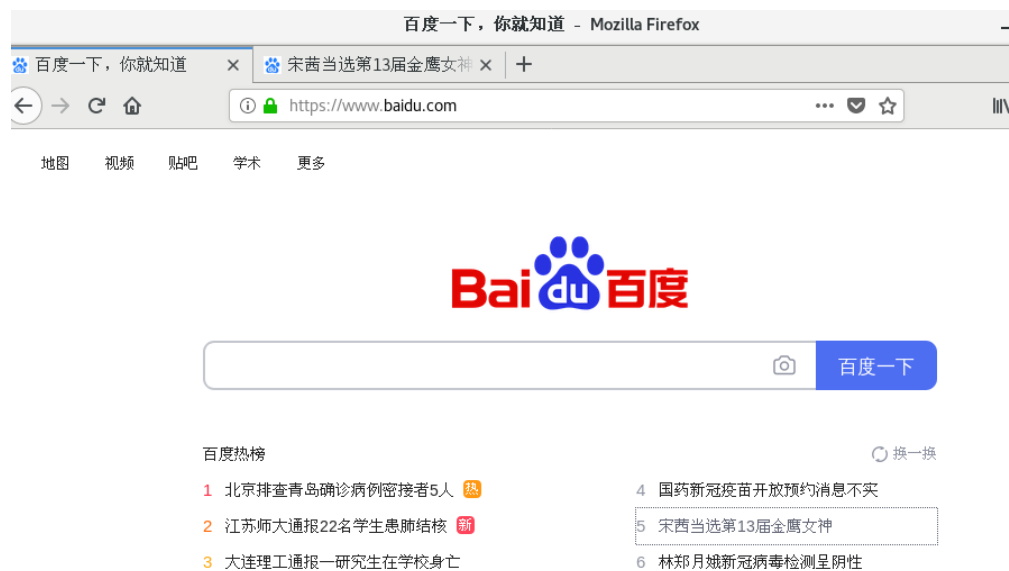 百度一下，你就知道 - Mozilla Firefox
百度一下，你就知道 × 宋茜当选第13届金鹰女神 × +
https://www.baidu.com
地图 视频 贴吧 学术 更多
Bai du 百度
百度一下
百度热榜 换一换
1 北京排查青岛确诊病例密接者5人 热
4 国药新冠疫苗开放预约消息不实
2 江苏师大通报22名学生患肺结核 新
5 宋茜当选第13届金鹰女神
3 大连理工通报一研究生在学校身亡
6 林郑月娥新冠病毒检测呈阴性